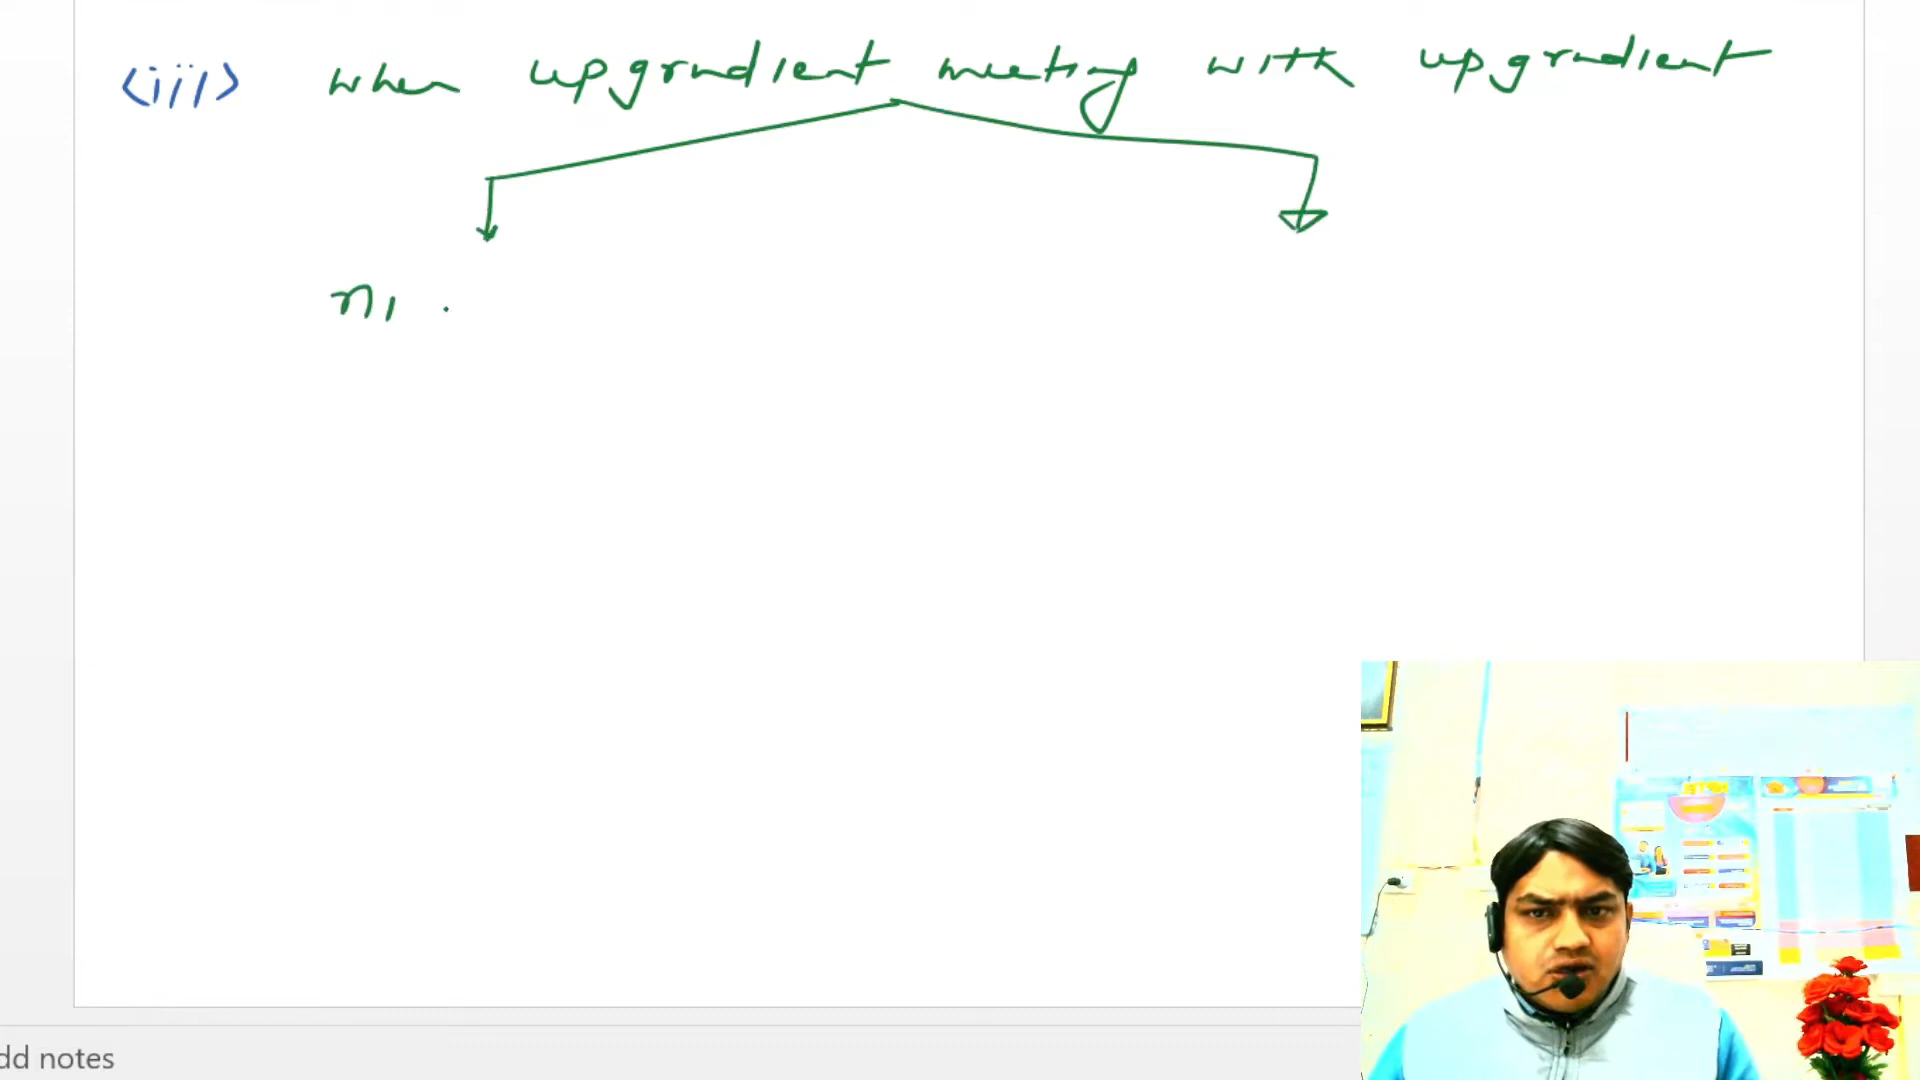 <iii> when upgradient meeting with upgradient
n1 .
dd notes